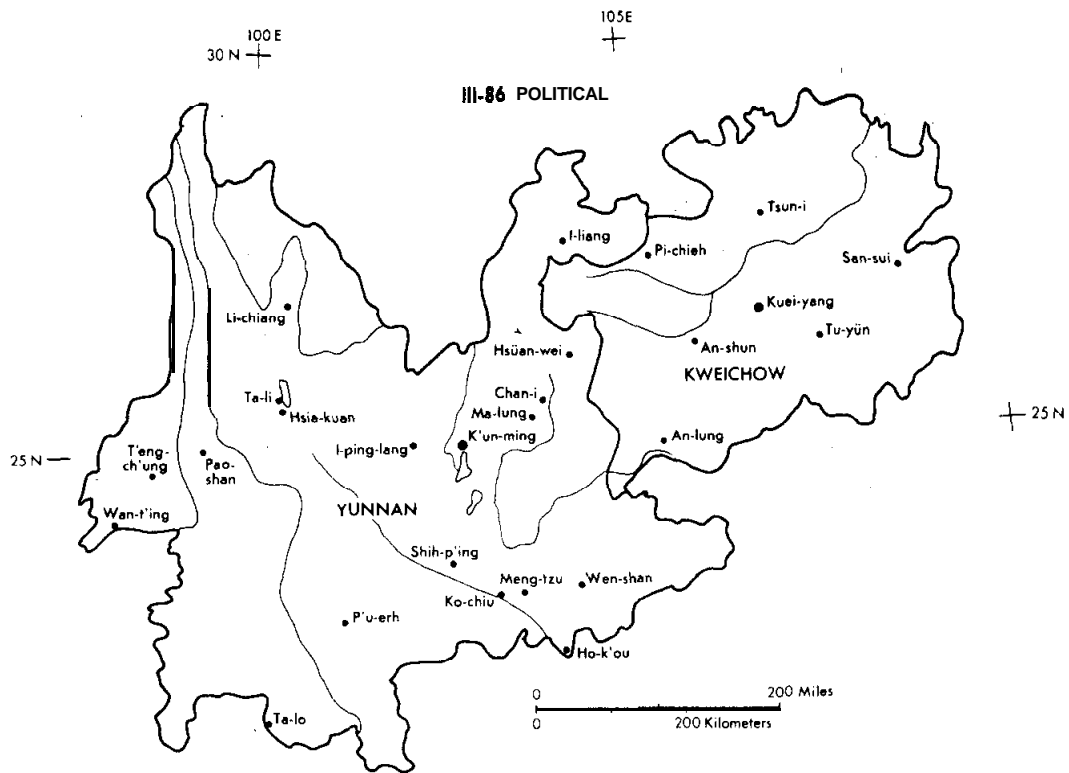 105E
100E
30 N
III-86 POLITICAL
Tsun-i
I-liang
Pi-chieh
San-sui
Kuei-yang
Li-chiang
Tu-yün
An-shun
Hsüan-wei
KWEICHOW
Ta-li
Chan-i
Hsia-kuan
Ma-lung
25 N
K'un-ming
An-lung
I-ping-lang
T'eng-
ch'ung
25 N
Pao-
shan
YUNNAN
Wan-t'ing
Shih-p'ing
Meng-tzu
Wen-shan
Ko-chiu
P'u-erh
Ho-k'ou
0
200 Miles
Ta-lo
0
200 Kilometers